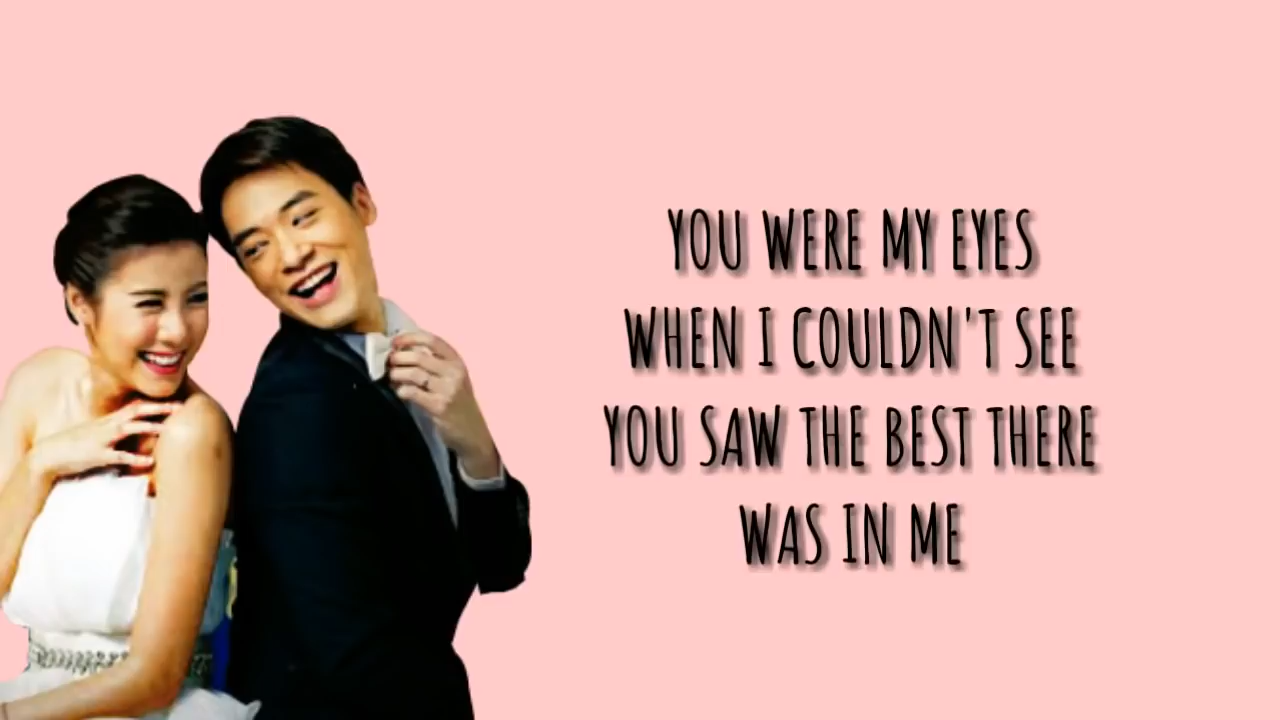 YOU WERE MY EYES
WHEN I COULDN'T SEE
YOU SAW THE BEST THERE
WAS IN ME